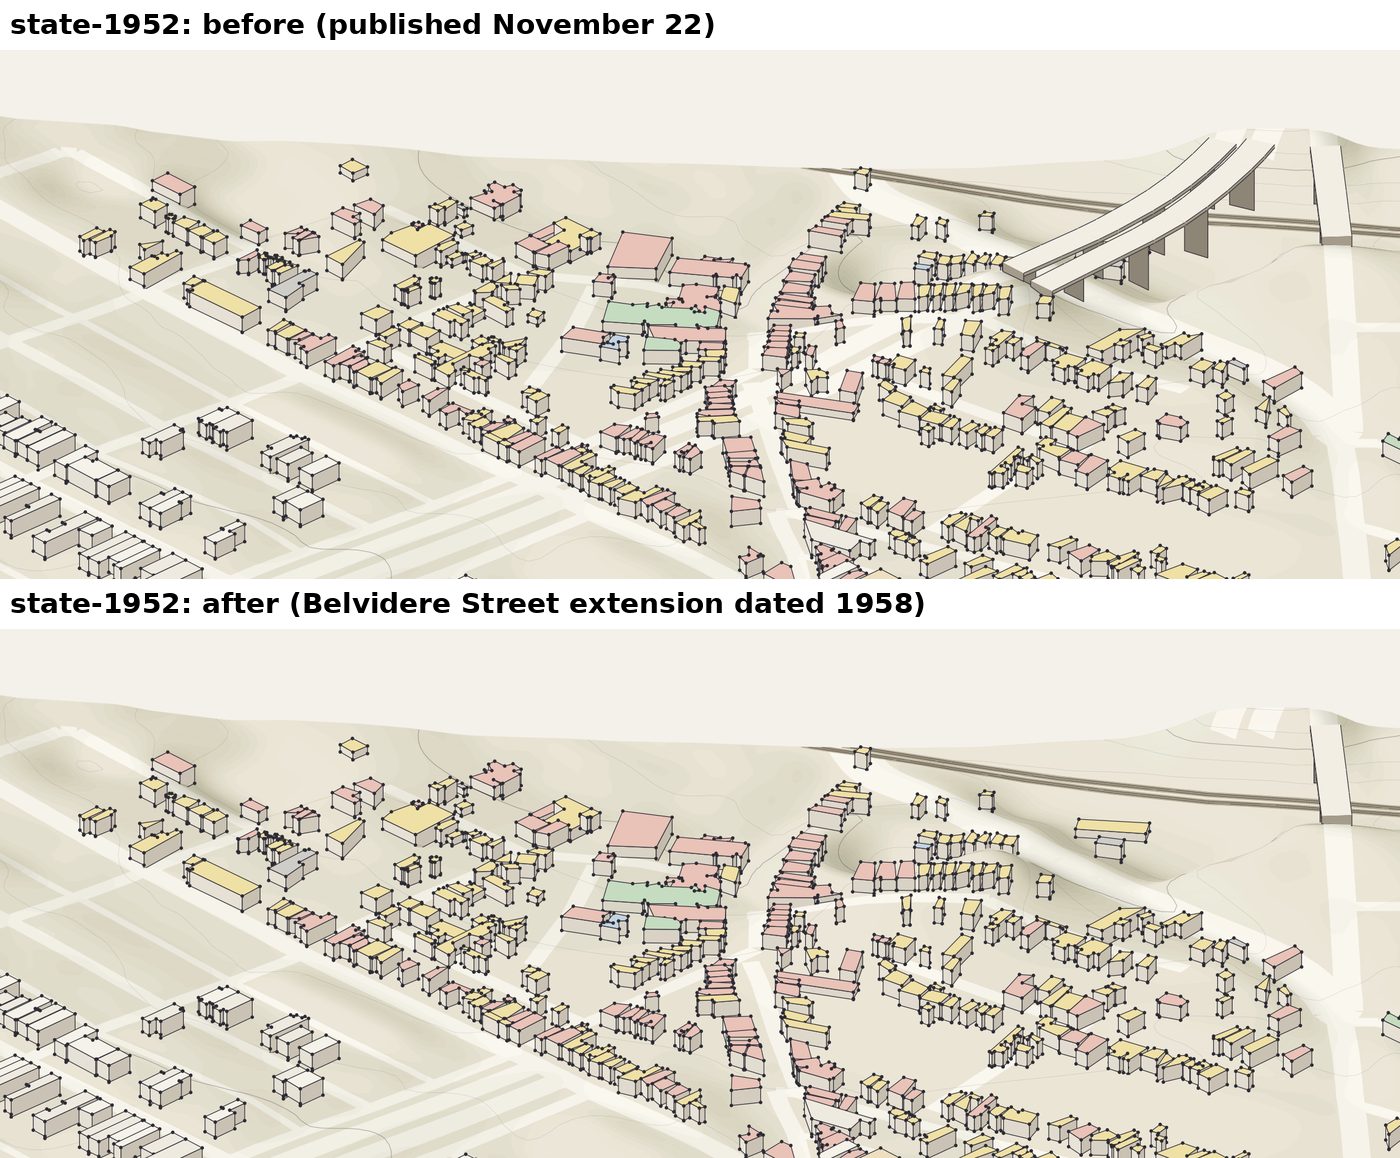 state-1952: before (published November 22)
state-1952: after (Belvidere Street extension dated 1958)